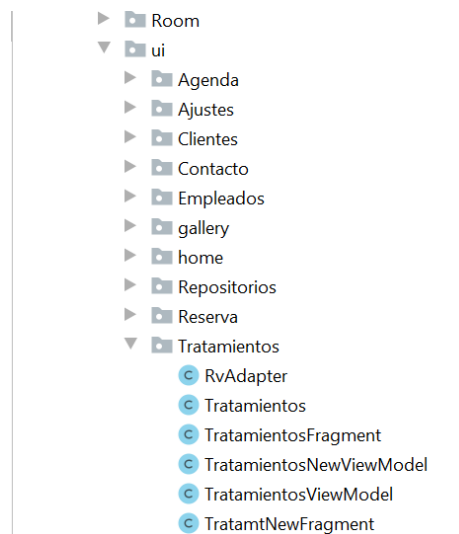 Room
ui
Agenda
Ajustes
Clientes
Contacto
Empleados
gallery
home
Repositorios
Reserva
Tratamientos
C RvAdapter
C Tratamientos
C TratamientosFragment
C TratamientosNewViewModel
C TratamientosViewModel
C TratamtNewFragment